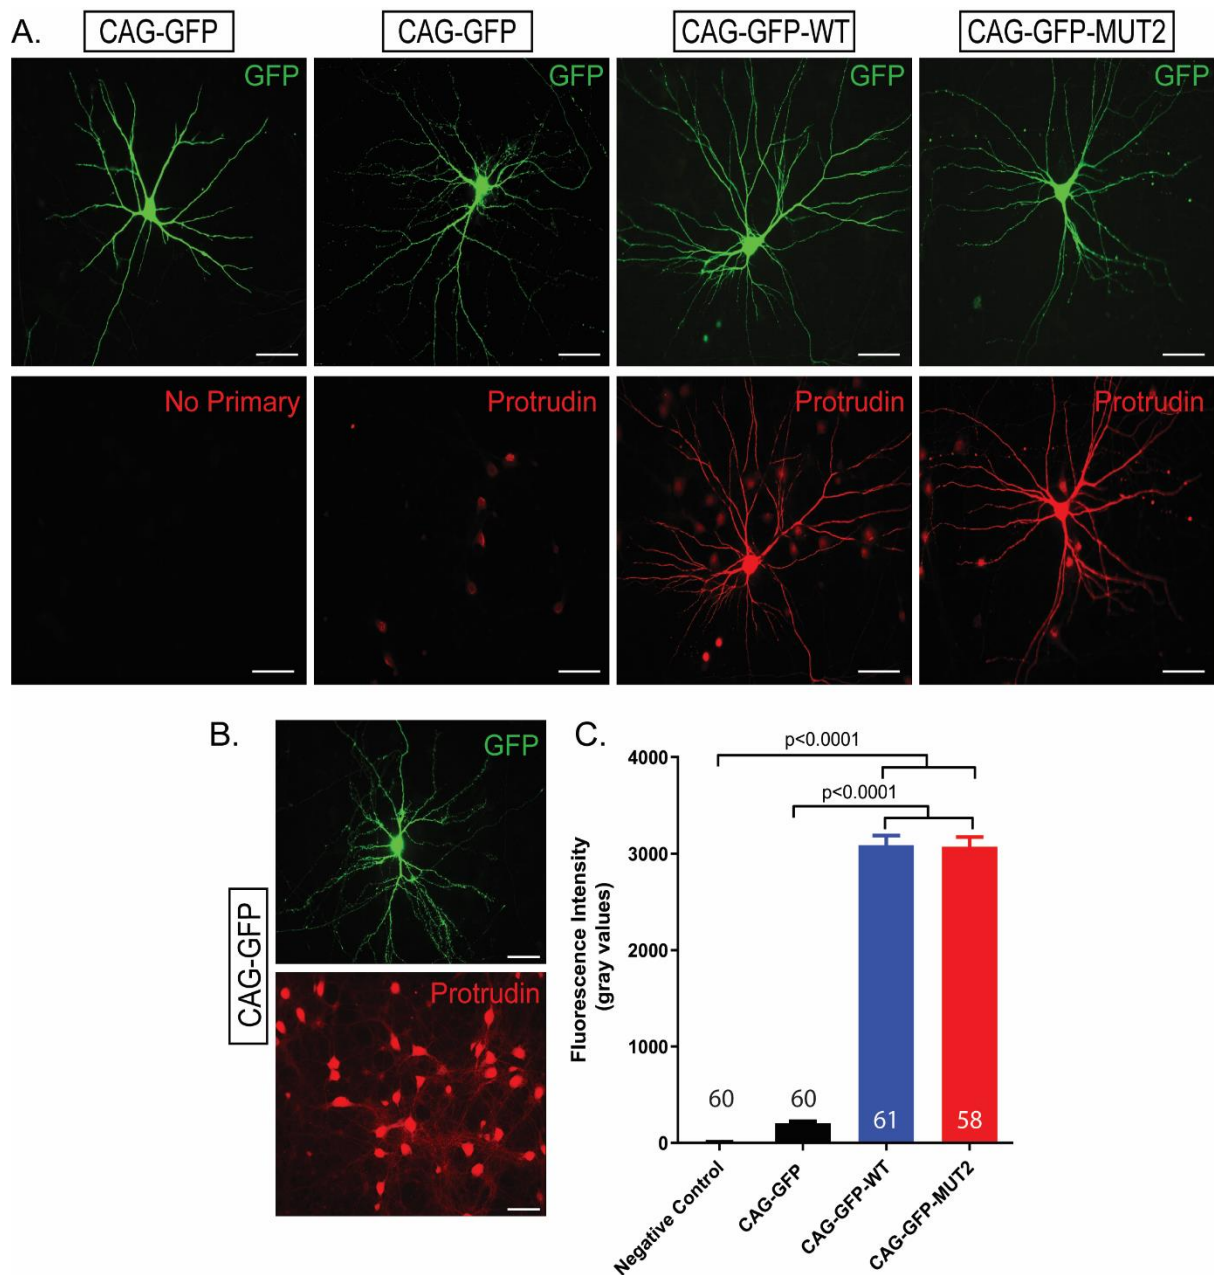 A.
CAG-GFP
CAG-GFP
CAG-GFP-WT
CAG-GFP-MUT2
GFP
GFP
GFP
GFP
No Primary
Protrudin
Protrudin
Protrudin
B.
CAG-GFP
GFP
Protrudin
C.
p<0.0001
p<0.0001
Fluorescence Intensity
(gray values)
4000
3000
2000
1000
0
60
60
61
58
Negative Control
CAG-GFP
CAG-GFP-WT
CAG-GFP-MUT2